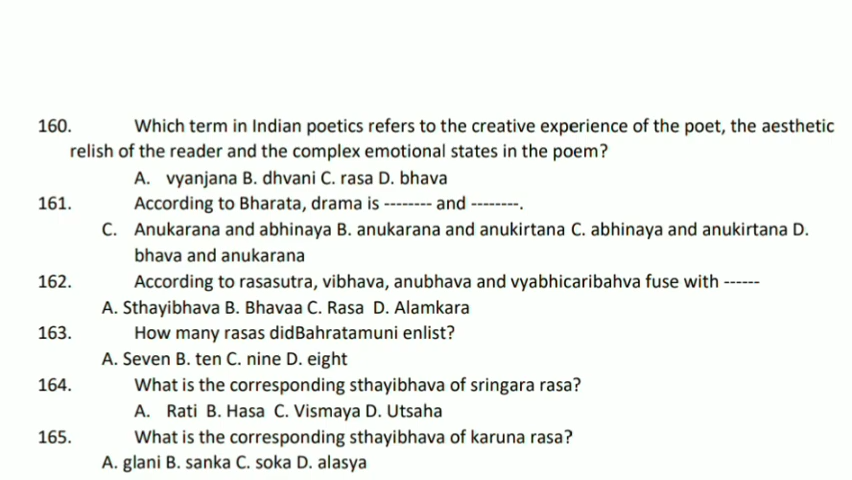 160. Which term in Indian poetics refers to the creative experience of the poet, the aesthetic
relish of the reader and the complex emotional states in the poem?
A. vyanjana B. dhvani C. rasa D. bhava
161. According to Bharata, drama is -------- and --------.
C. Anukarana and abhinaya B. anukarana and anukirtana C. abhinaya and anukirtana D.
bhava and anukarana
162. According to rasasutra, vibhava, anubhava and vyabhicaribahva fuse with ------
A. Sthayibhava B. Bhavaa C. Rasa D. Alamkara
163. How many rasas didBahratamuni enlist?
A. Seven B. ten C. nine D. eight
164. What is the corresponding sthayibhava of sringara rasa?
A. Rati B. Hasa C. Vismaya D. Utsaha
165. What is the corresponding sthayibhava of karuna rasa?
A. glani B. sanka C. soka D. alasya